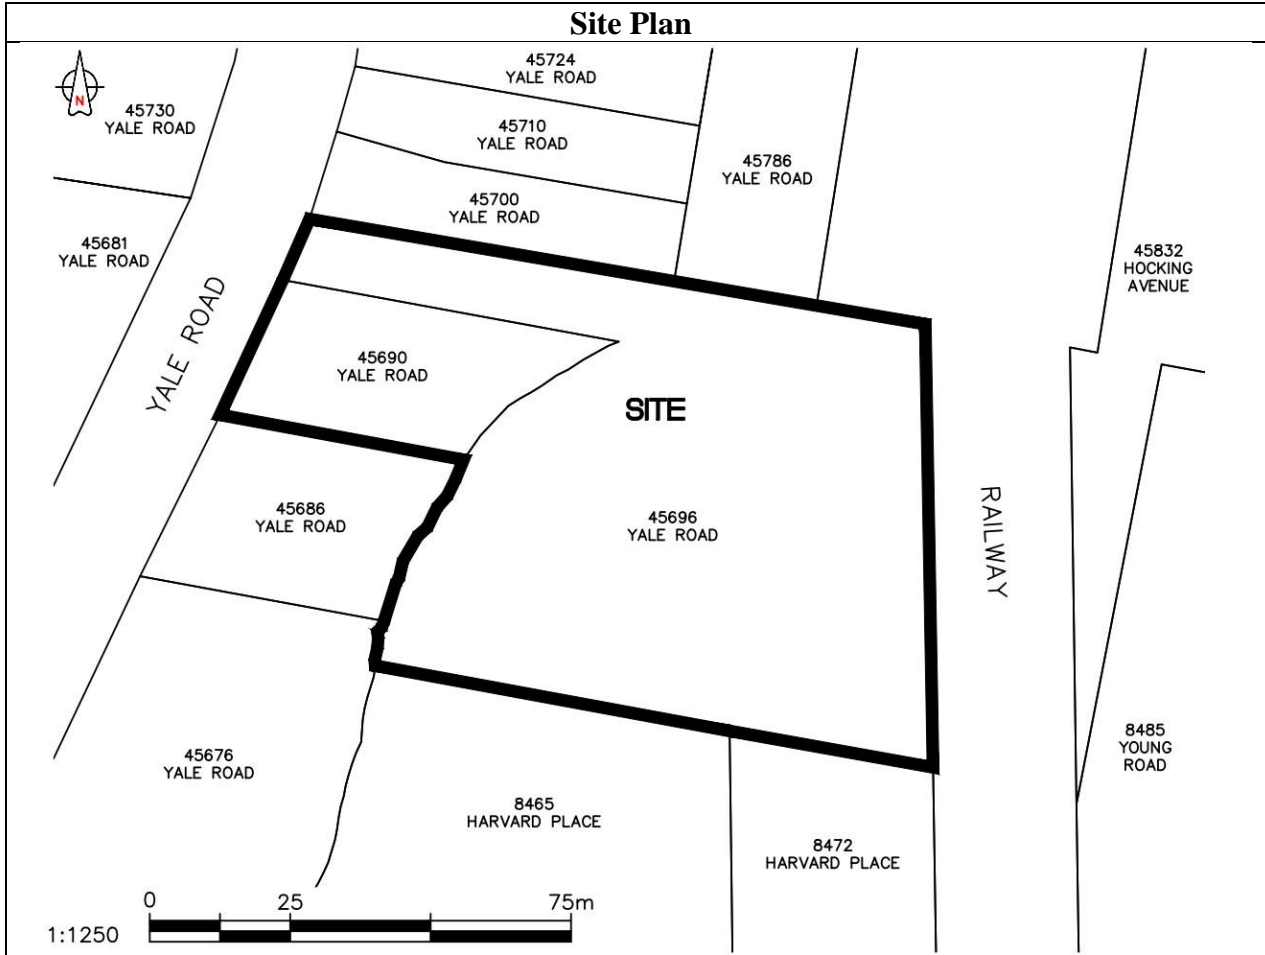 Site Plan
N
45730
YALE ROAD
45724
YALE ROAD
45710
YALE ROAD
45786
YALE ROAD
45700
YALE ROAD
45681
YALE ROAD
45832
HOCKING
AVENUE
YALE ROAD
45690
YALE ROAD
SITE
45686
YALE ROAD
45696
YALE ROAD
RAILWAY
45676
YALE ROAD
8485
YOUNG
ROAD
8465
HARVARD PLACE
8472
HARVARD PLACE
0 25 75m
1:1250